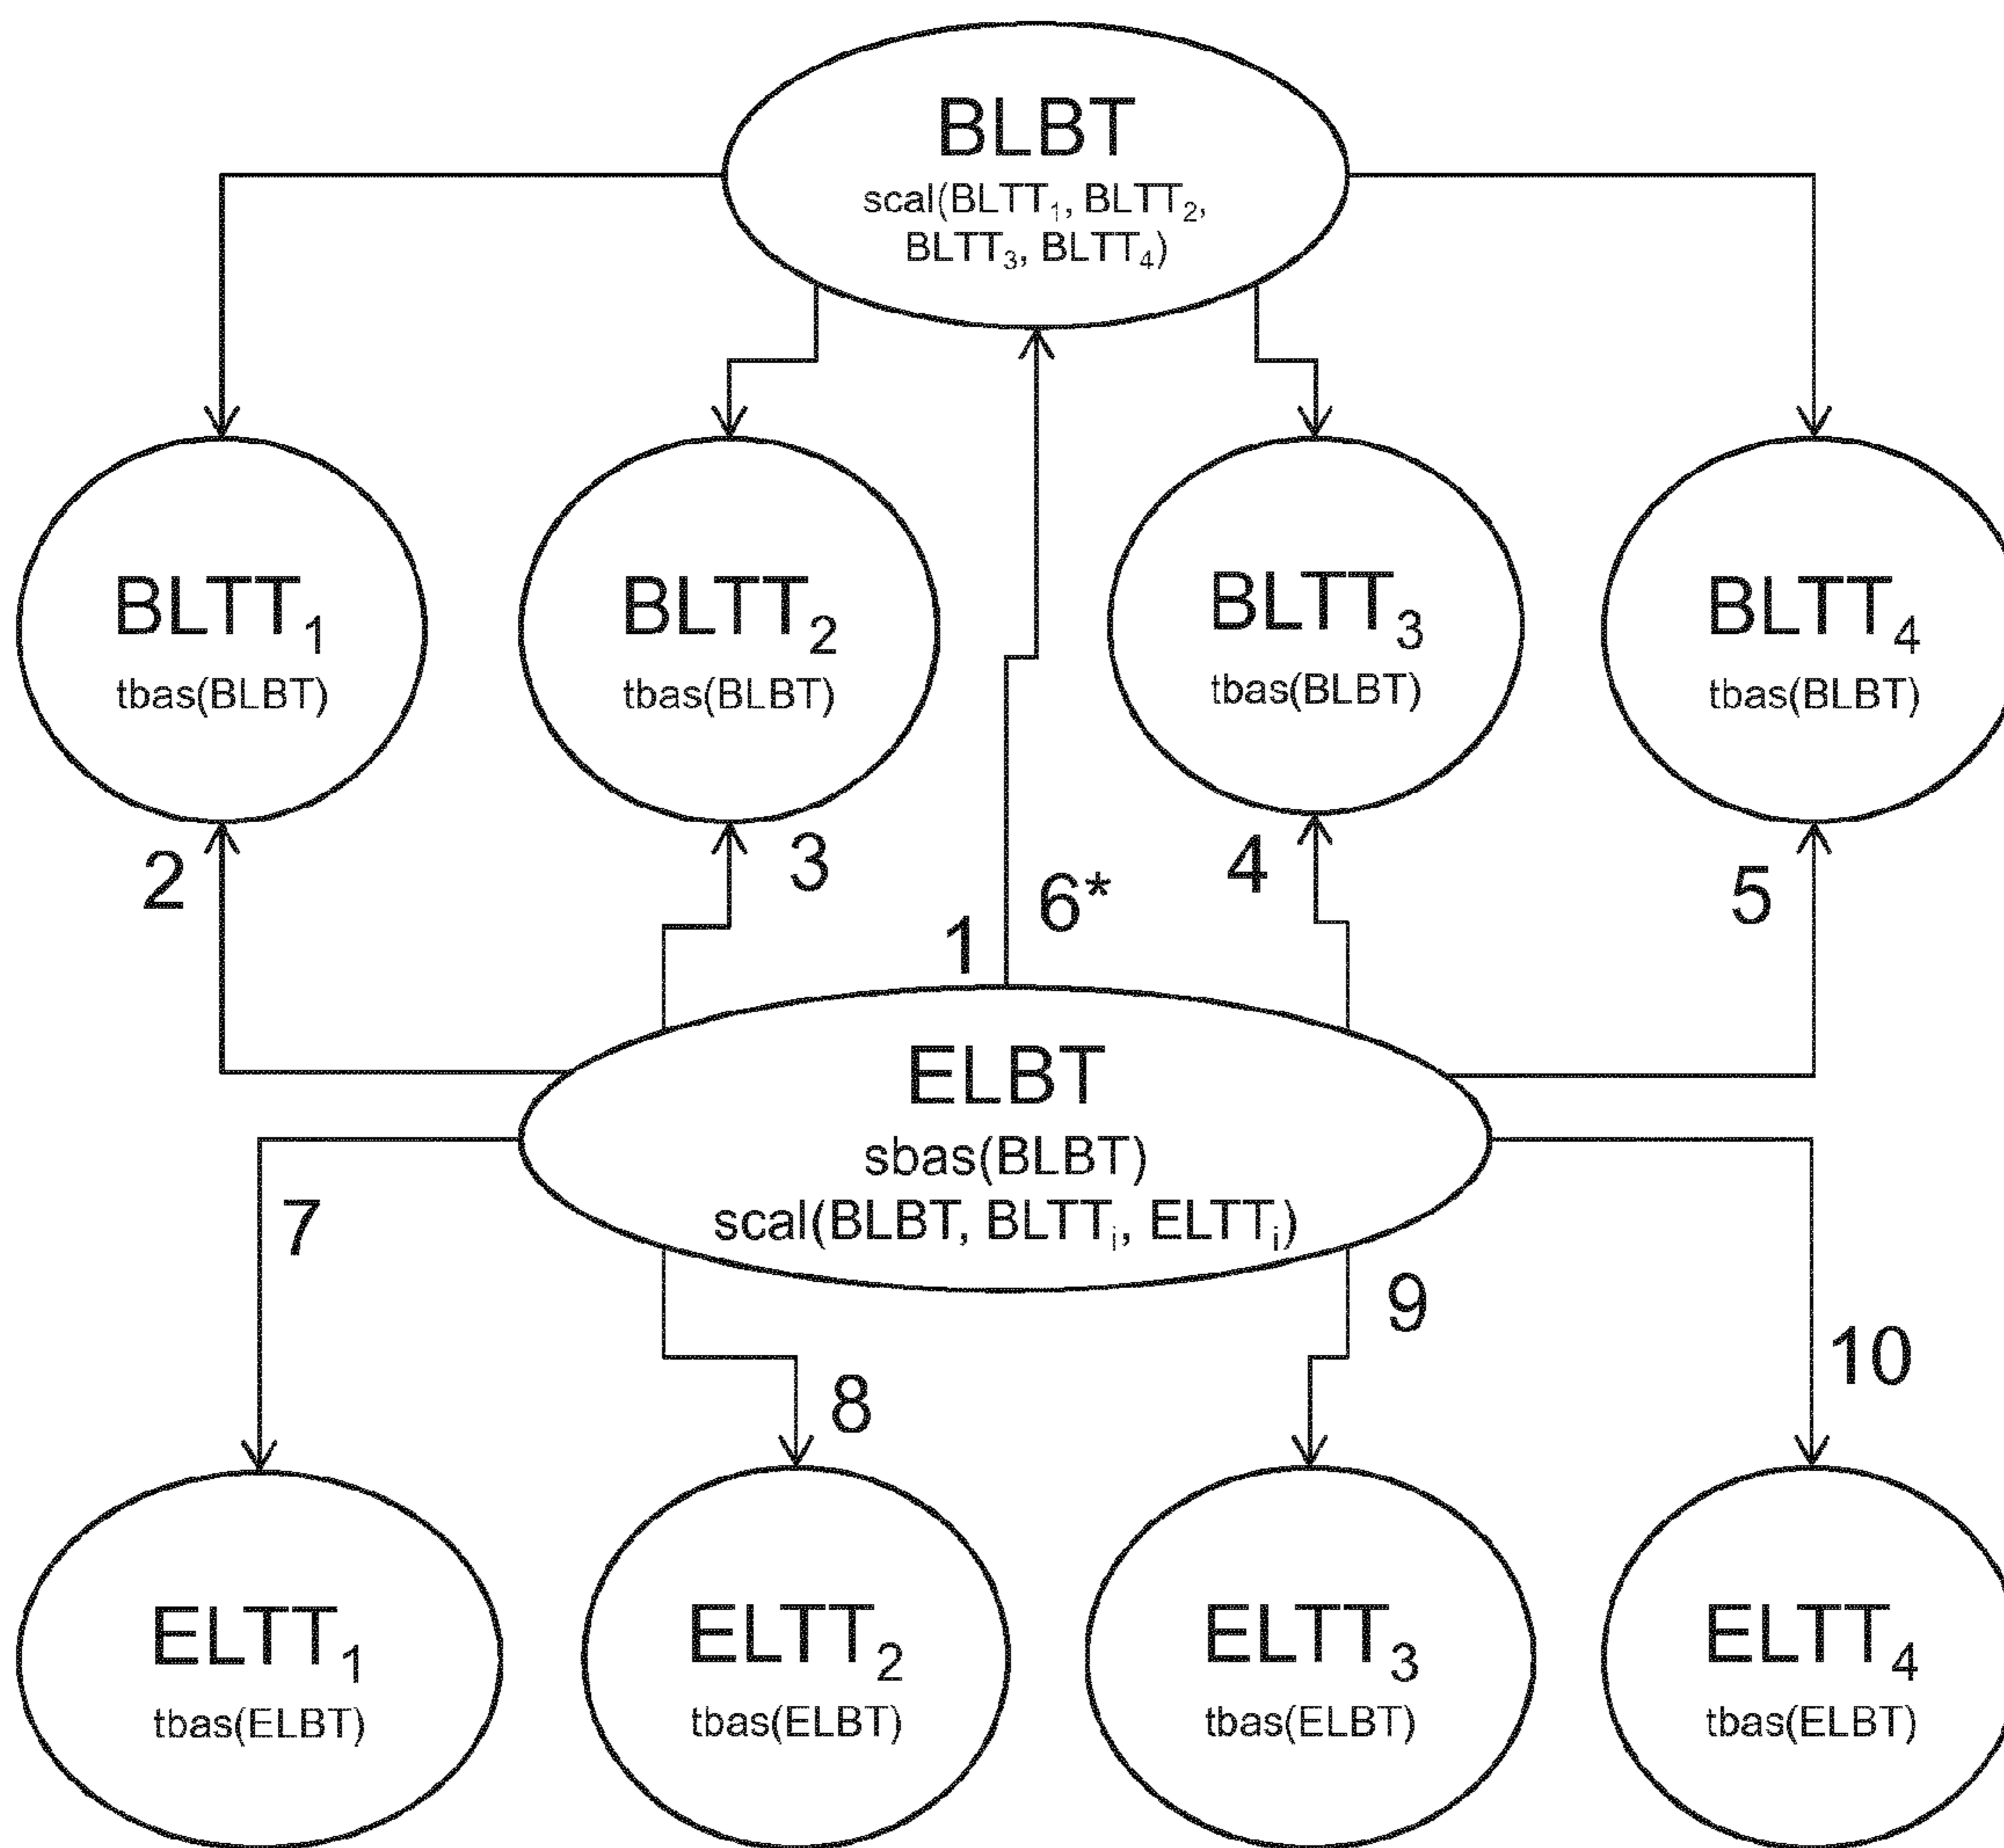 BLBT
scal(BLTT₁, BLTT₂,
BLTT₃, BLTT₄)
BLTT₁
tbas(BLBT)
BLTT₂
tbas(BLBT)
BLTT₃
tbas(BLBT)
BLTT₄
tbas(BLBT)
2
3
1
6*
4
5
ELBT
sbas(BLBT)
scal(BLBT, BLTTᵢ, ELTTᵢ)
7
8
9
10
ELTT₁
tbas(ELBT)
ELTT₂
tbas(ELBT)
ELTT₃
tbas(ELBT)
ELTT₄
tbas(ELBT)